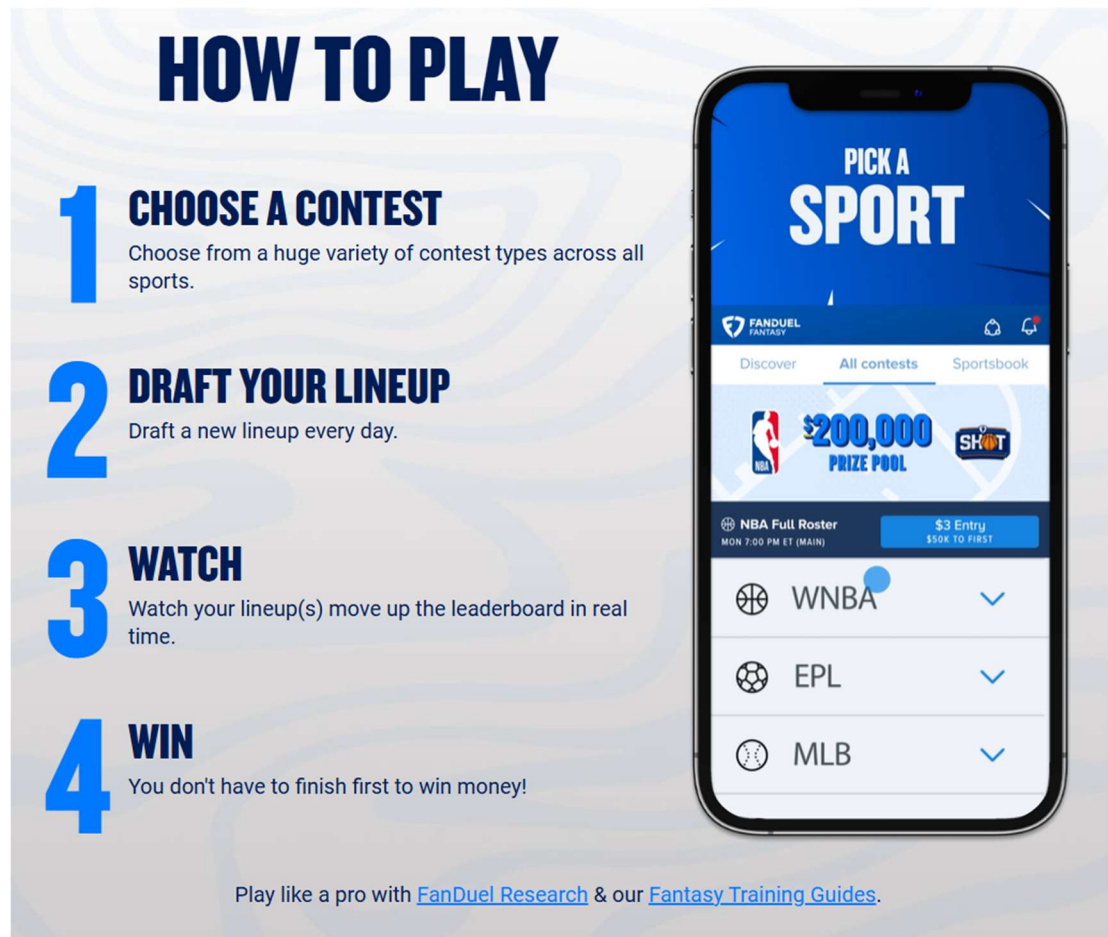 HOW TO PLAY
1
CHOOSE A CONTEST
Choose from a huge variety of contest types across all
sports.
2
DRAFT YOUR LINEUP
Draft a new lineup every day.
3
WATCH
Watch your lineup(s) move up the leaderboard in real
time.
4
WIN
You don't have to finish first to win money!
PICK A
SPORT
FANDUEL
FANTASY
Discover All contests Sportsbook
NBA
$200,000
PRIZE POOL
SHOT
NBA Full Roster
MON 7:00 PM ET (MAIN)
$3 Entry
$50K TO FIRST
WNBA
EPL
MLB
Play like a pro with FanDuel Research & our Fantasy Training Guides.